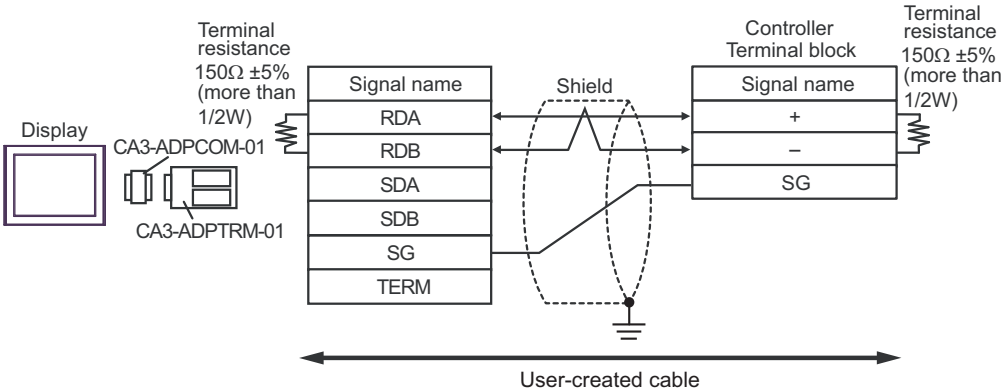 Terminal
resistance
150Ω ±5%
(more than
1/2W)
Display
CA3-ADPCOM-01
CA3-ADPTRM-01
Signal name
RDA
RDB
SDA
SDB
SG
TERM
Shield
Controller
Terminal block
Signal name
+
–
SG
Terminal
resistance
150Ω ±5%
(more than
1/2W)
User-created cable